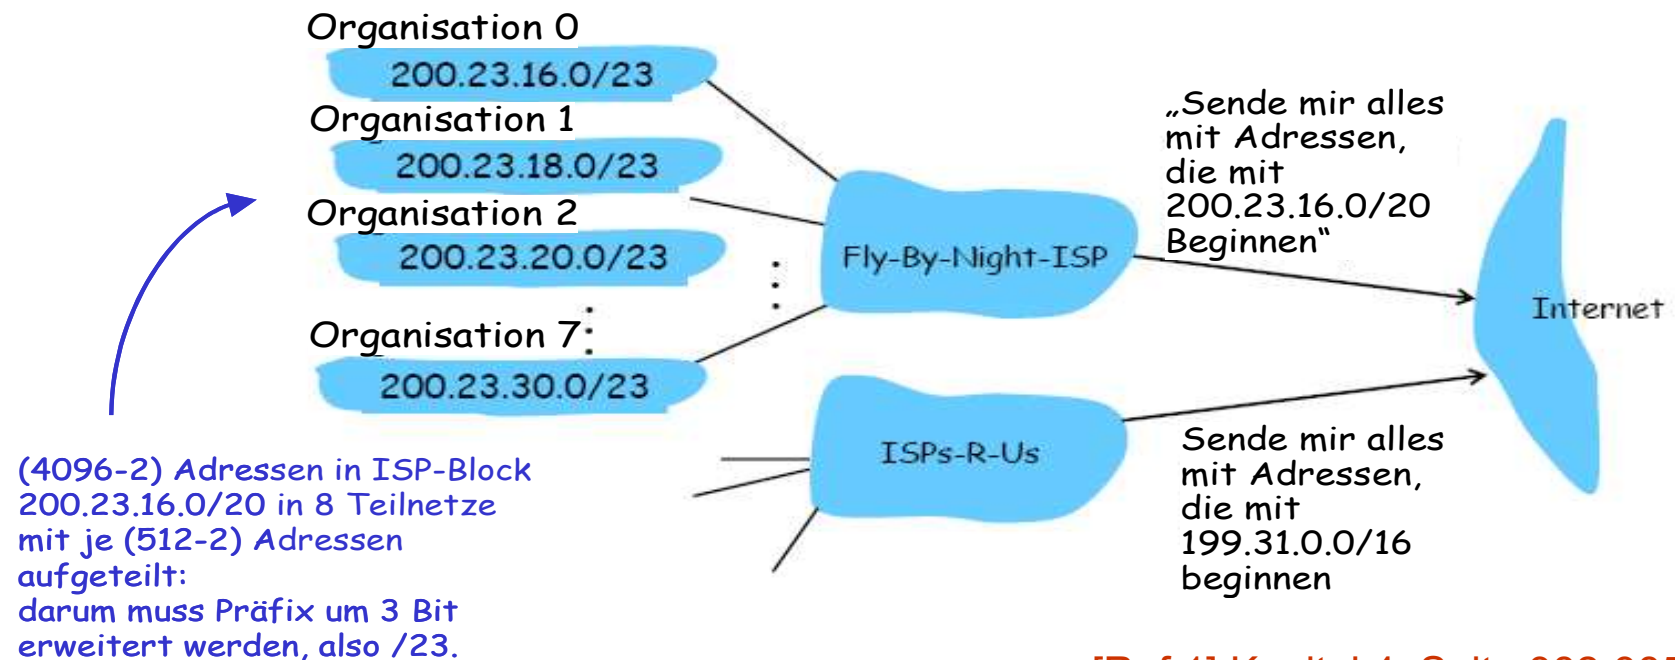 Organisation 0
200.23.16.0/23
Organisation 1
200.23.18.0/23
Organisation 2
200.23.20.0/23
Organisation 7
200.23.30.0/23
(4096-2) Adressen in ISP-Block
200.23.16.0/20 in 8 Teilnetze
mit je (512-2) Adressen
aufgeteilt:
darum muss Präfix um 3 Bit
erweitert werden, also /23.
Fly-By-Night-ISP
ISPs-R-Us
„Sende mir alles
mit Adressen,
die mit
200.23.16.0/20
Beginnen“
Internet
Sende mir alles
mit Adressen,
die mit
199.31.0.0/16
beginnen